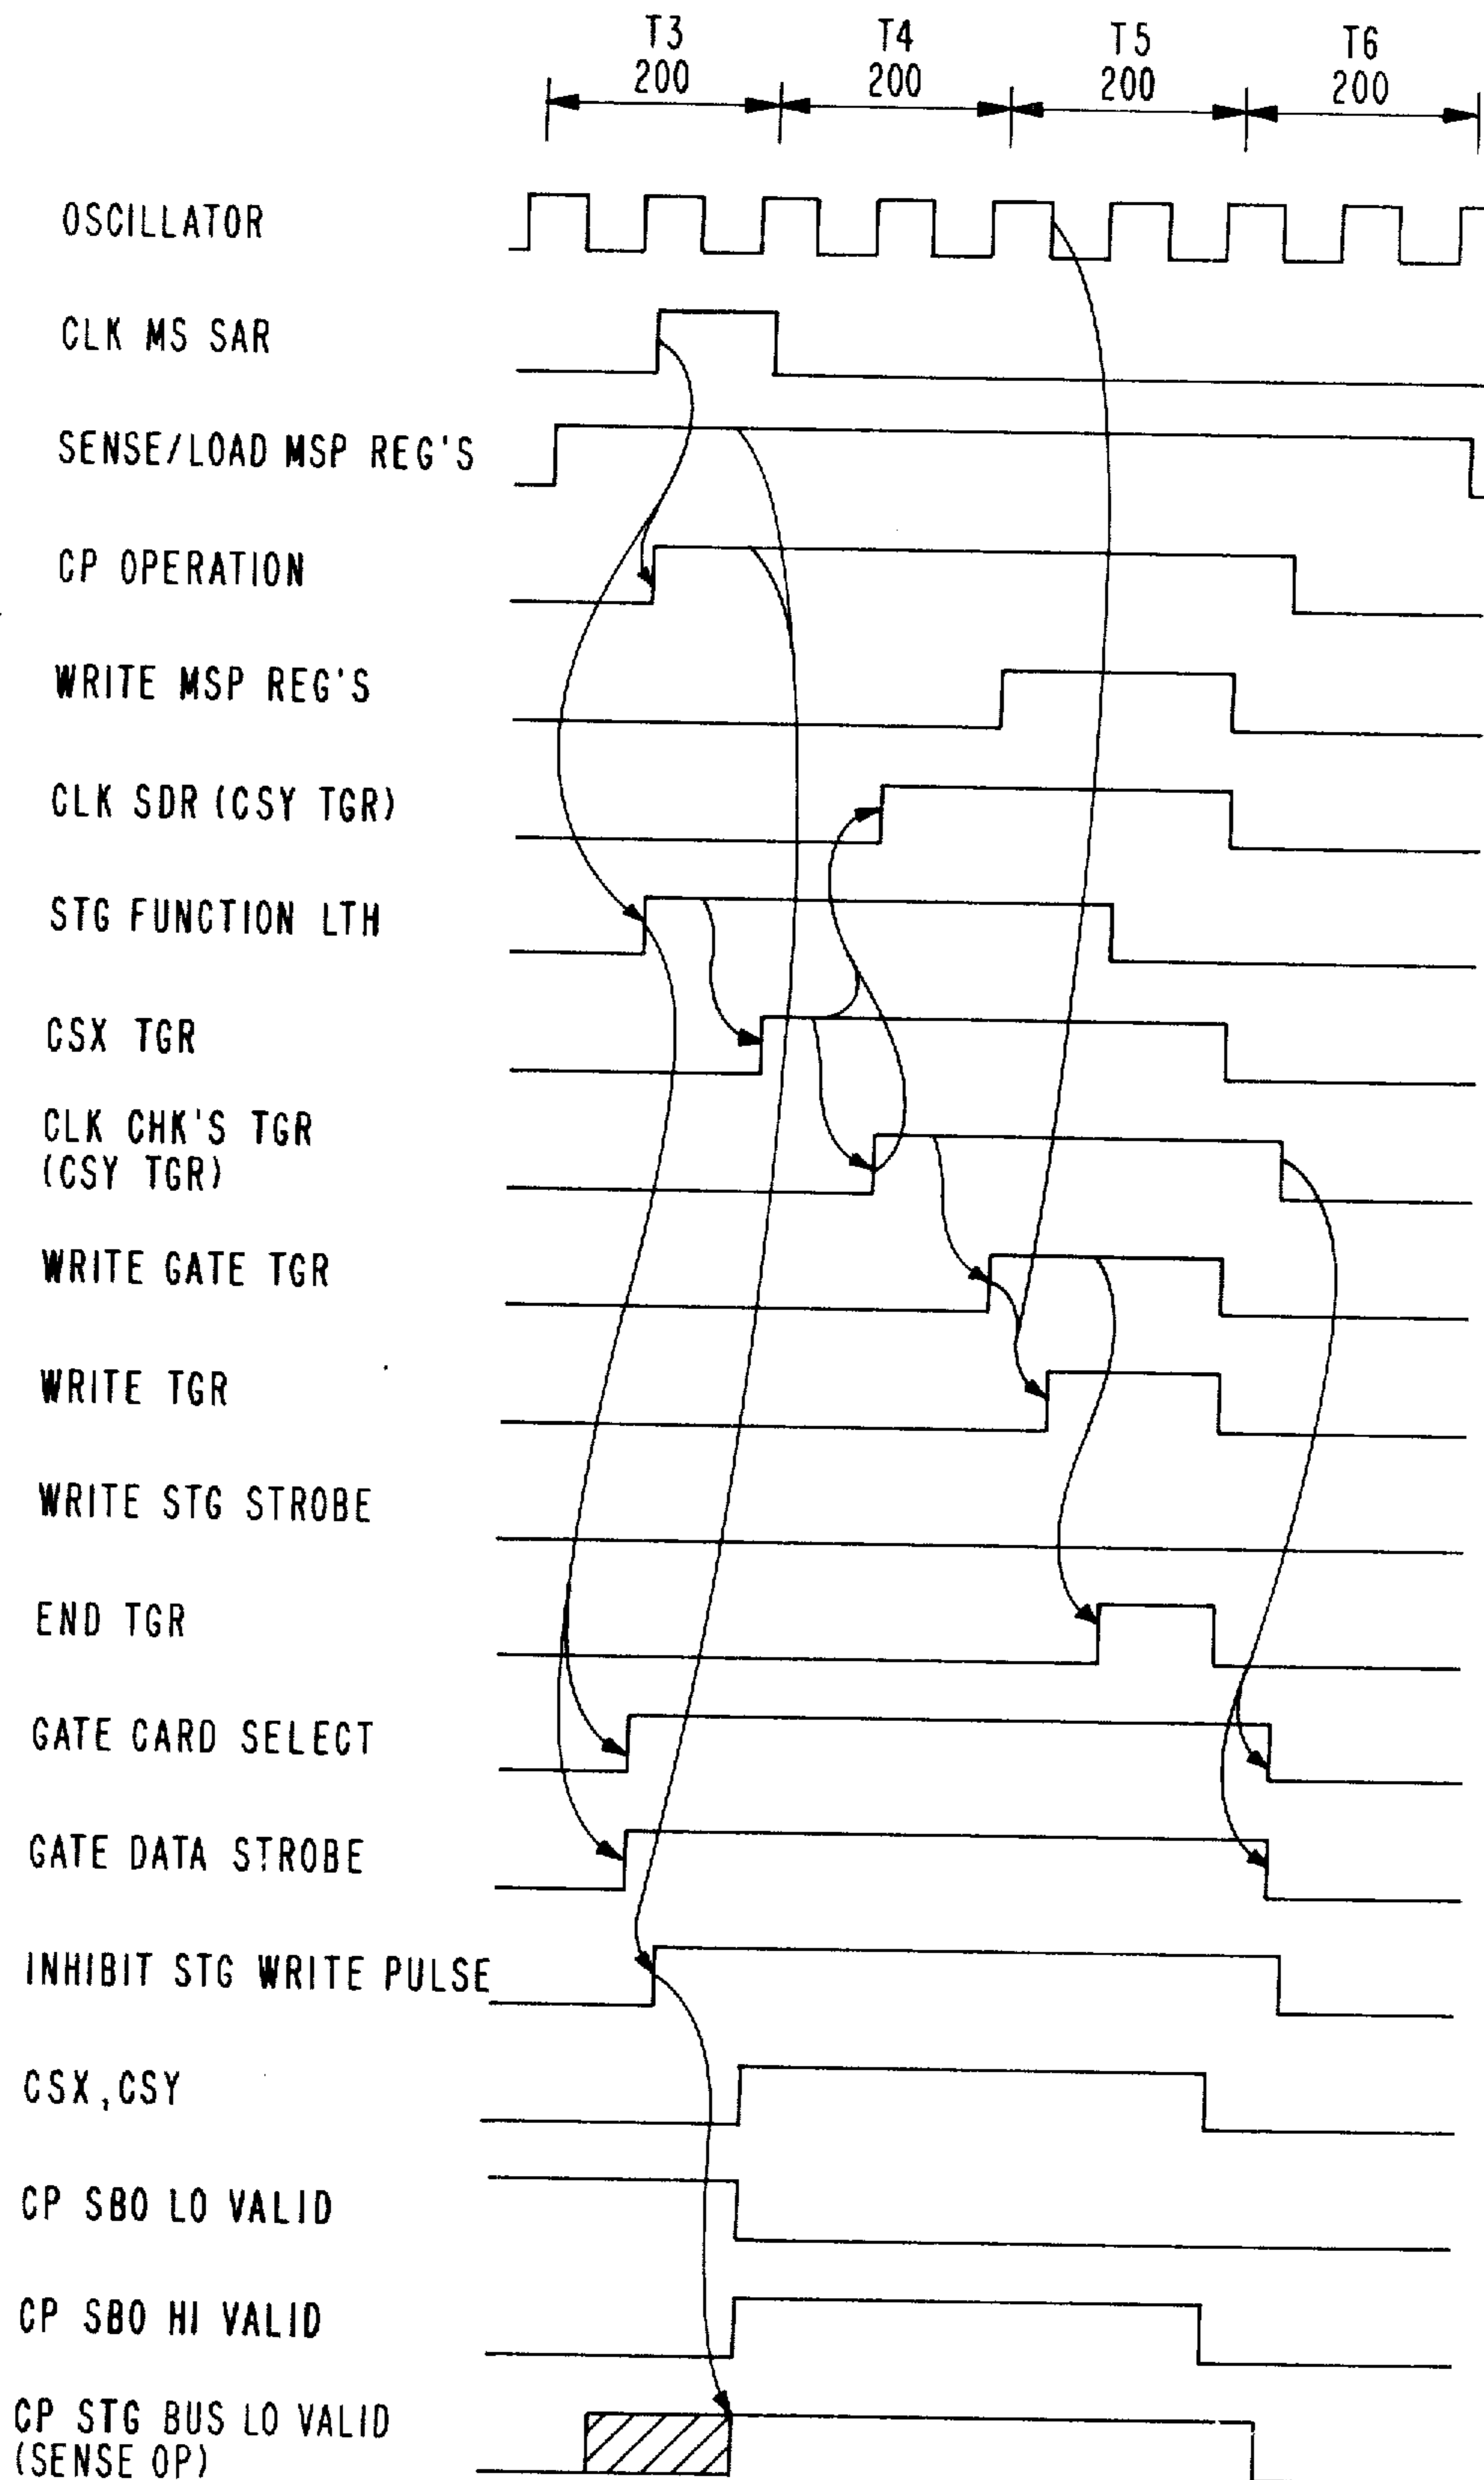 T3 T4 T5 T6
200 200 200 200
OSCILLATOR
CLK MS SAR
SENSE/LOAD MSP REG'S
CP OPERATION
WRITE MSP REG'S
CLK SDR (CSY TGR)
STG FUNCTION LTH
CSX TGR
CLK CHK'S TGR
(CSY TGR)
WRITE GATE TGR
WRITE TGR
WRITE STG STROBE
END TGR
GATE CARD SELECT
GATE DATA STROBE
INHIBIT STG WRITE PULSE
CSX,CSY
CP SBO LO VALID
CP SBO HI VALID
CP STG BUS LO VALID
(SENSE OP)